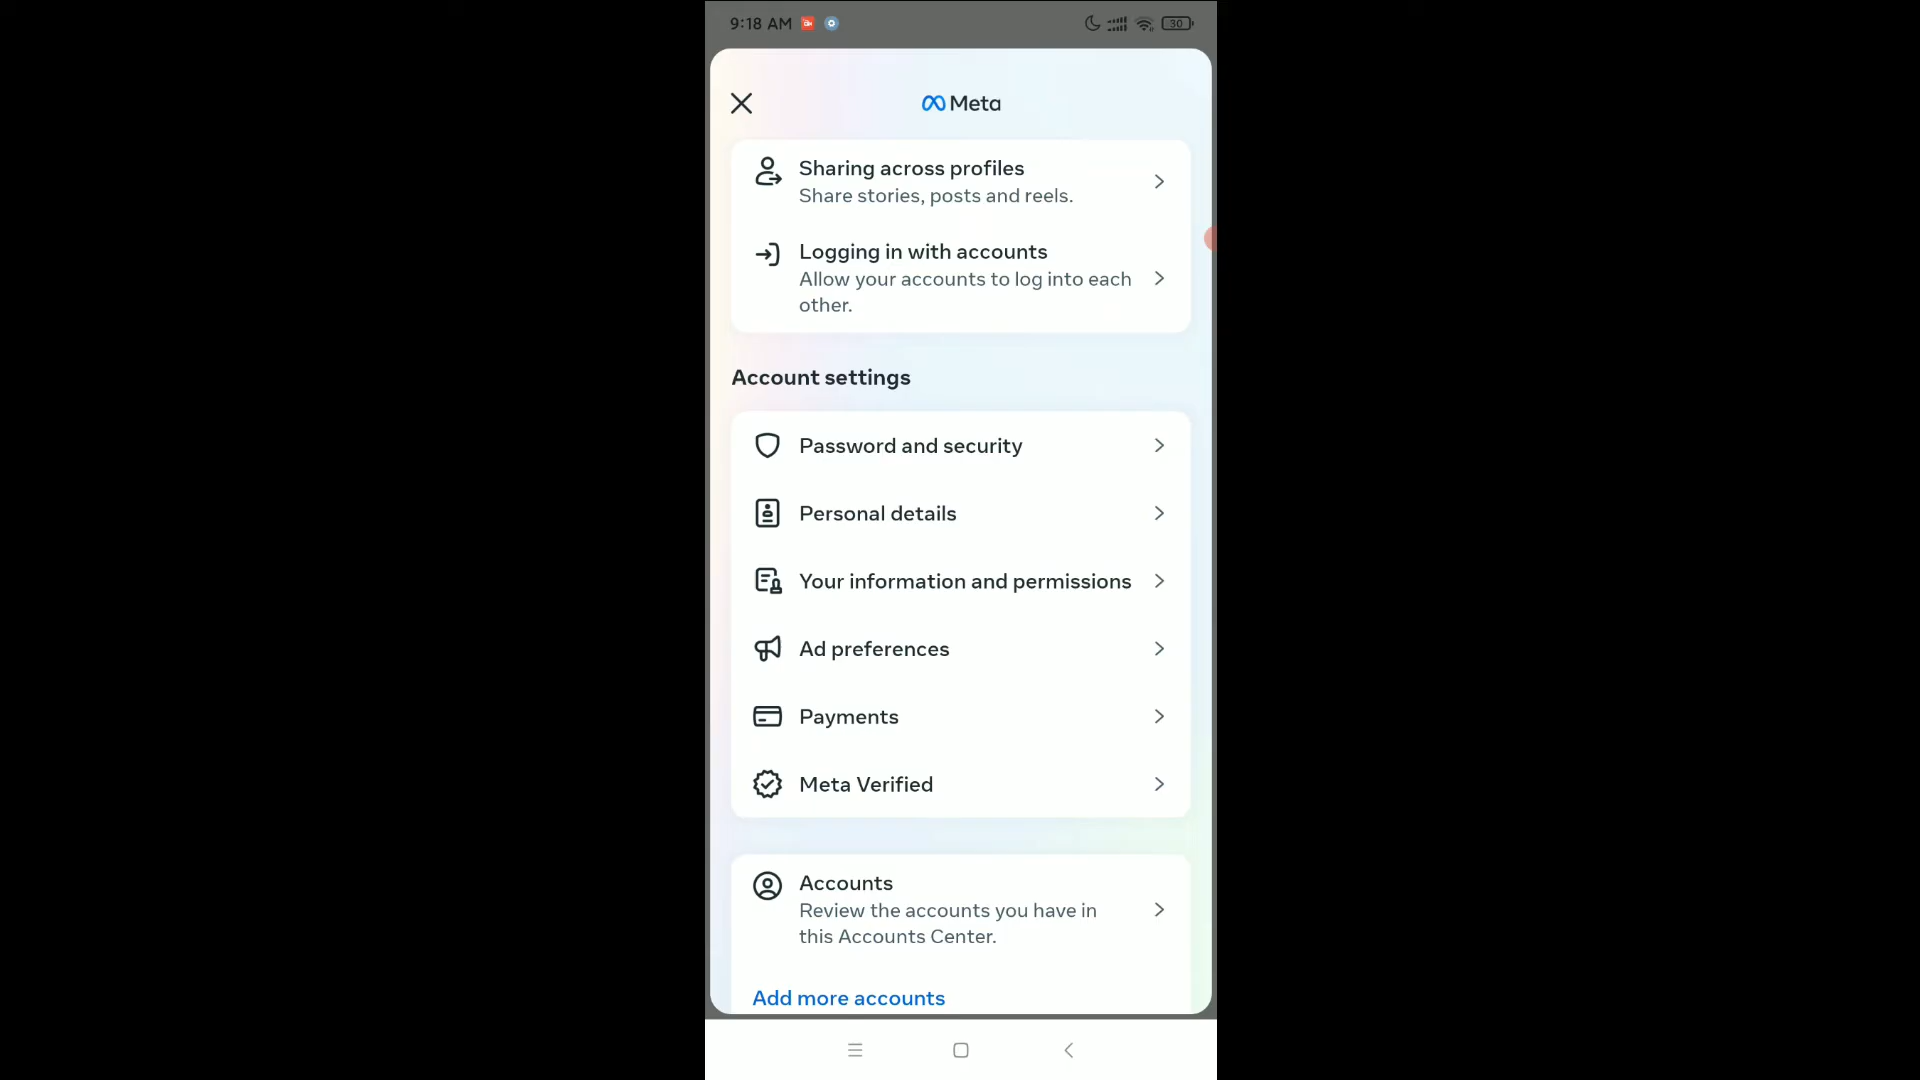 9:18 AM
30
Meta
Sharing across profiles
Share stories, posts and reels.
Logging in with accounts
Allow your accounts to log into each
other.
Account settings
Password and security
Personal details
Your information and permissions
Ad preferences
Payments
Meta Verified
Accounts
Review the accounts you have in
this Accounts Center.
Add more accounts